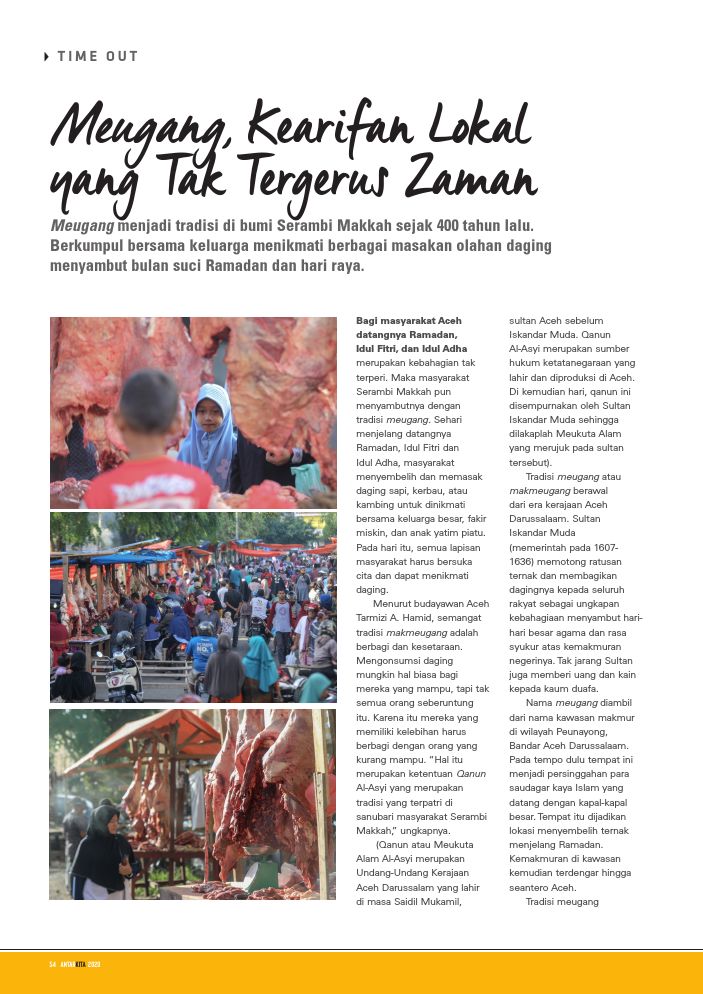 TIME OUT
Meugang, Kearifan Lokal
yang Tak Tergerus Zaman
Meugang menjadi tradisi di bumi Serambi Makkah sejak 400 tahun lalu.
Berkumpul bersama keluarga menikmati berbagai masakan olahan daging
menyambut bulan suci Ramadan dan hari raya.
Bagi masyarakat Aceh
datangnya Ramadan,
Idul Fitri, dan Idul Adha
merupakan kebahagian tak
terperi. Maka masyarakat
Serambi Makkah pun
menyambutnya dengan
tradisi meugang. Sehari
menjelang datangnya
Ramadan, Idul Fitri dan
Idul Adha, masyarakat
menyembelih dan memasak
daging sapi, kerbau, atau
kambing untuk dinikmati
bersama keluarga besar, fakir
miskin, dan anak yatim piatu.
Pada hari itu, semua lapisan
masyarakat harus bersuka
cita dan dapat menikmati
daging.
Menurut budayawan Aceh
Tarmizi A. Hamid, semangat
tradisi makmeugang adalah
berbagi dan kesetaraan.
Mengonsumsi daging
mungkin hal biasa bagi
mereka yang mampu, tapi tak
semua orang seberuntung
itu. Karena itu mereka yang
memiliki kelebihan harus
berbagi dengan orang yang
kurang mampu. “Hal itu
merupakan ketentuan Qanun
Al-Asyi yang merupakan
tradisi yang terpatri di
sanubari masyarakat Serambi
Makkah,” ungkapnya.
(Qanun atau Meukuta
Alam Al-Asyi merupakan
Undang-Undang Kerajaan
Aceh Darussalam yang lahir
di masa Saidil Mukamil,
sultan Aceh sebelum
Iskandar Muda. Qanun
Al-Asyi merupakan sumber
hukum ketatanegaraan yang
lahir dan diproduksi di Aceh.
Di kemudian hari, qanun ini
disempurnakan oleh Sultan
Iskandar Muda sehingga
dilakaplah Meukuta Alam
yang merujuk pada sultan
tersebut).
Tradisi meugang atau
makmeugang berawal
dari era kerajaan Aceh
Darussalaam. Sultan
Iskandar Muda
(memerintah pada 1607-
1636) memotong ratusan
ternak dan membagikan
dagingnya kepada seluruh
rakyat sebagai ungkapan
kebahagiaan menyambut hari-
hari besar agama dan rasa
syukur atas kemakmuran
negerinya. Tak jarang Sultan
juga memberi uang dan kain
kepada kaum duafa.
Nama meugang diambil
dari nama kawasan makmur
di wilayah Peunayong,
Bandar Aceh Darussalaam.
Pada tempo dulu tempat ini
menjadi persinggahan para
saudagar kaya Islam yang
datang dengan kapal-kapal
besar. Tempat itu dijadikan
lokasi menyembelih ternak
menjelang Ramadan.
Kemakmuran di kawasan
kemudian terdengar hingga
seantero Aceh.
Tradisi meugang
54 ANTARKITA 2020